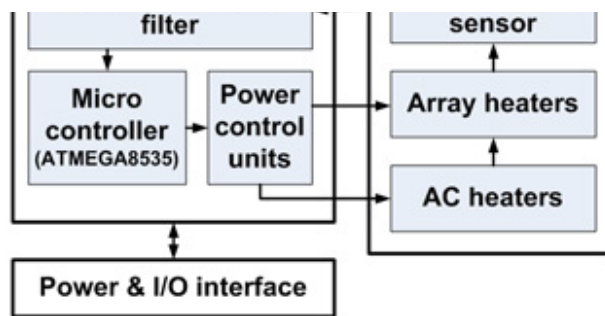 filter
sensor
Micro
controller
(ATMEGA8535)
Power
control
units
Array heaters
AC heaters
Power & I/O interface